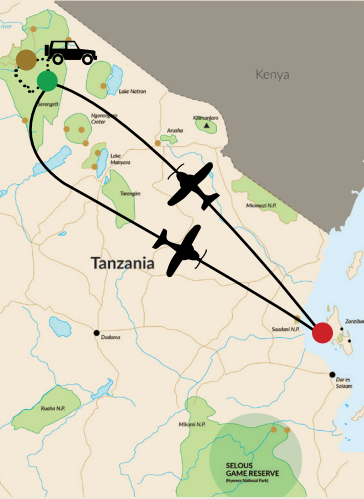 river
Kenya
Lake Natron
Serengeti
Ngorongoro
Crater
Kilimanjaro
Arusha
Lake
Manyara
Tarangire
Mkomazi N.P.
Tanzania
Zanzibar
Saadani N.P.
Dodoma
Dar es
Salaam
Ruaha N.P.
Mikumi N.P.
SELOUS
GAME RESERVE
(Nyerere National Park)